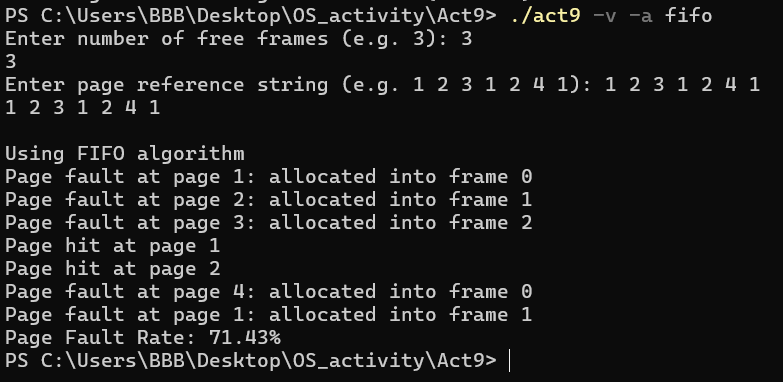 PS C:\Users\BBB\Desktop\OS_activity\Act9> ./act9 -v -a fifo
Enter number of free frames (e.g. 3): 3
3
Enter page reference string (e.g. 1 2 3 1 2 4 1): 1 2 3 1 2 4 1
1 2 3 1 2 4 1

Using FIFO algorithm
Page fault at page 1: allocated into frame 0
Page fault at page 2: allocated into frame 1
Page fault at page 3: allocated into frame 2
Page hit at page 1
Page hit at page 2
Page fault at page 4: allocated into frame 0
Page fault at page 1: allocated into frame 1
Page Fault Rate: 71.43%
PS C:\Users\BBB\Desktop\OS_activity\Act9>